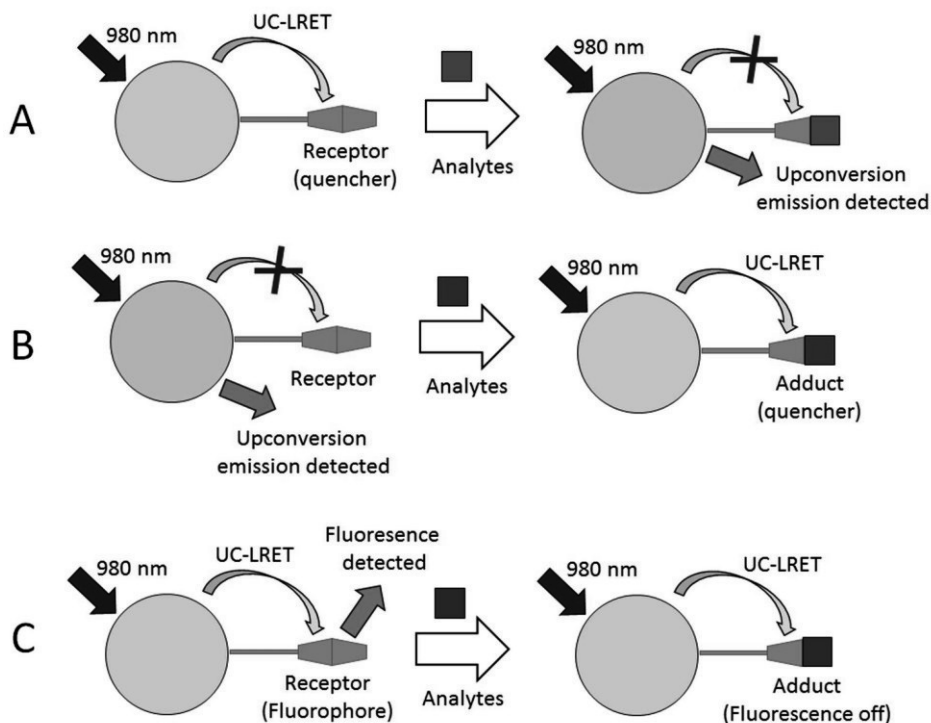 A
980 nm
UC-LRET
Receptor
(quencher)
Analytes
980 nm
Upconversion
emission detected
B
980 nm
Receptor
Upconversion
emission detected
Analytes
980 nm
UC-LRET
Adduct
(quencher)
C
980 nm
UC-LRET
Fluoresence
detected
Receptor
(Fluorophore)
Analytes
980 nm
UC-LRET
Adduct
(Fluorescence off)